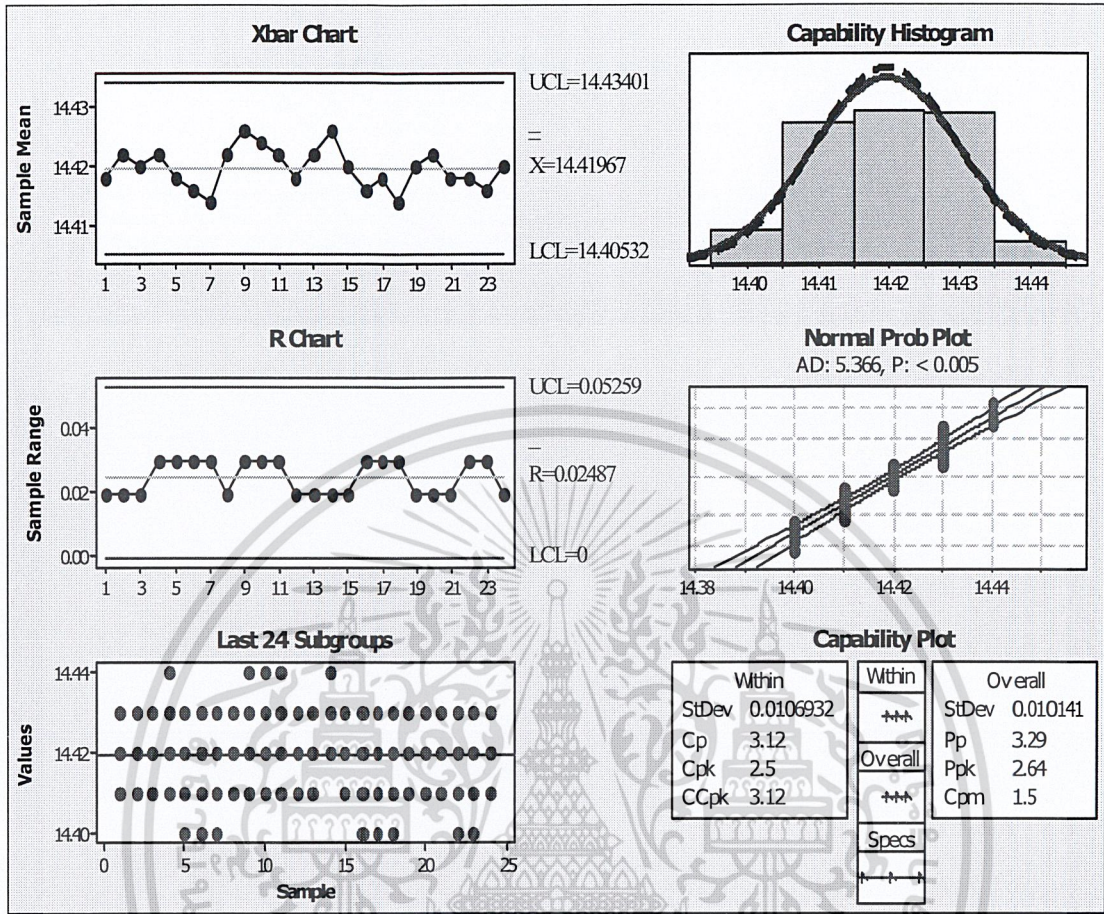 Xbar Chart
Sample Mean
14.43
14.42
14.41
UCL=14.43401
X=14.41967
LCL=14.40532
1 3 5 7 9 11 13 15 17 19 21 23
Capability Histogram
14.40 14.41 14.42 14.43 14.44
R Chart
Sample Range
0.04
0.02
0.00
UCL=0.05259
R=0.02487
LCL=0
1 3 5 7 9 11 13 15 17 19 21 23
Normal Prob Plot
AD: 5.366, P: < 0.005
14.38 14.40 14.42 14.44
Last 24 Subgroups
Values
14.44
14.43
14.42
14.41
14.40
0 5 10 15 20 25
Sample
Capability Plot
Within
StDev 0.0106932
Cp 3.12
Cpk 2.5
CCpk 3.12
Within
Overall
Specs
Overall
StDev 0.010141
Pp 3.29
Ppk 2.64
Cpm 1.5